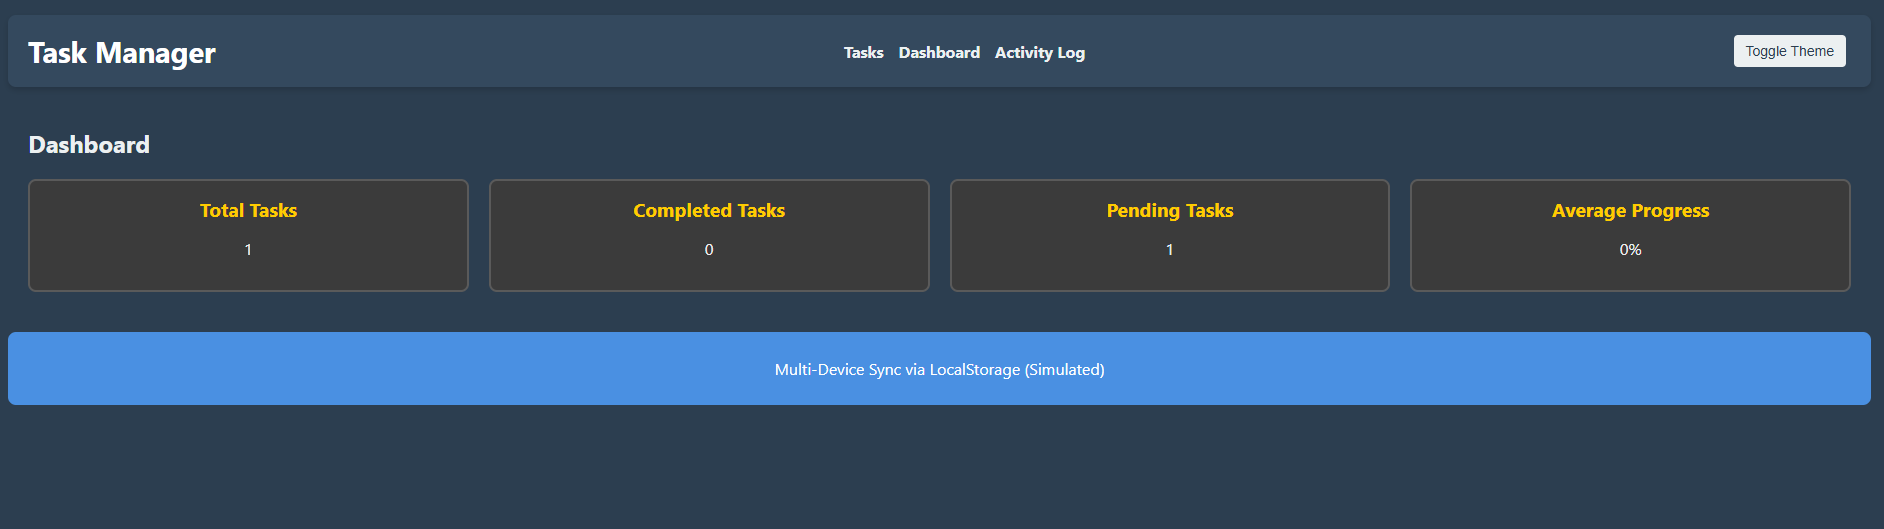 Task Manager
Tasks Dashboard Activity Log
Toggle Theme
Dashboard
Total Tasks
1
Completed Tasks
0
Pending Tasks
1
Average Progress
0%
Multi-Device Sync via LocalStorage (Simulated)